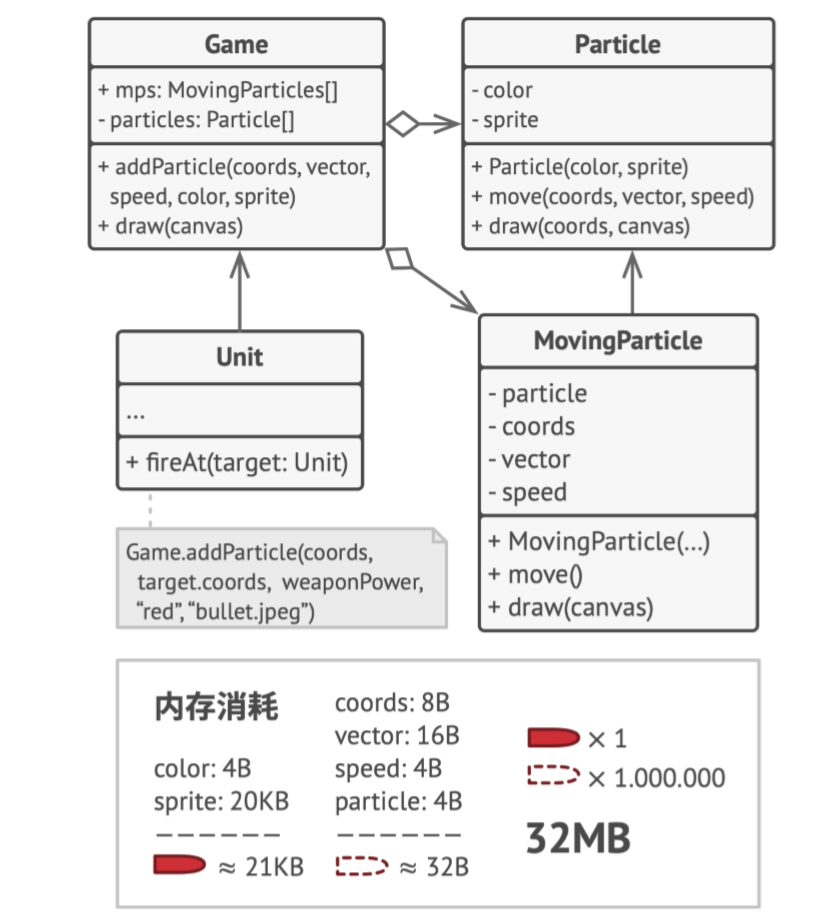 Game
+ mps: MovingParticles[]
- particles: Particle[]
+ addParticle(coords, vector,
speed, color, sprite)
+ draw(canvas)
Particle
- color
- sprite
+ Particle(color, sprite)
+ move(coords, vector, speed)
+ draw(coords, canvas)
Unit
...
+ fireAt(target: Unit)
Game.addParticle(coords,
target.coords, weaponPower,
“red”, “bullet.jpeg”)
MovingParticle
- particle
- coords
- vector
- speed
+ MovingParticle(...)
+ move()
+ draw(canvas)
内存消耗
color: 4B
sprite: 20KB
≈ 21KB
coords: 8B
vector: 16B
speed: 4B
particle: 4B
≈ 32B
× 1
× 1.000.000
32MB